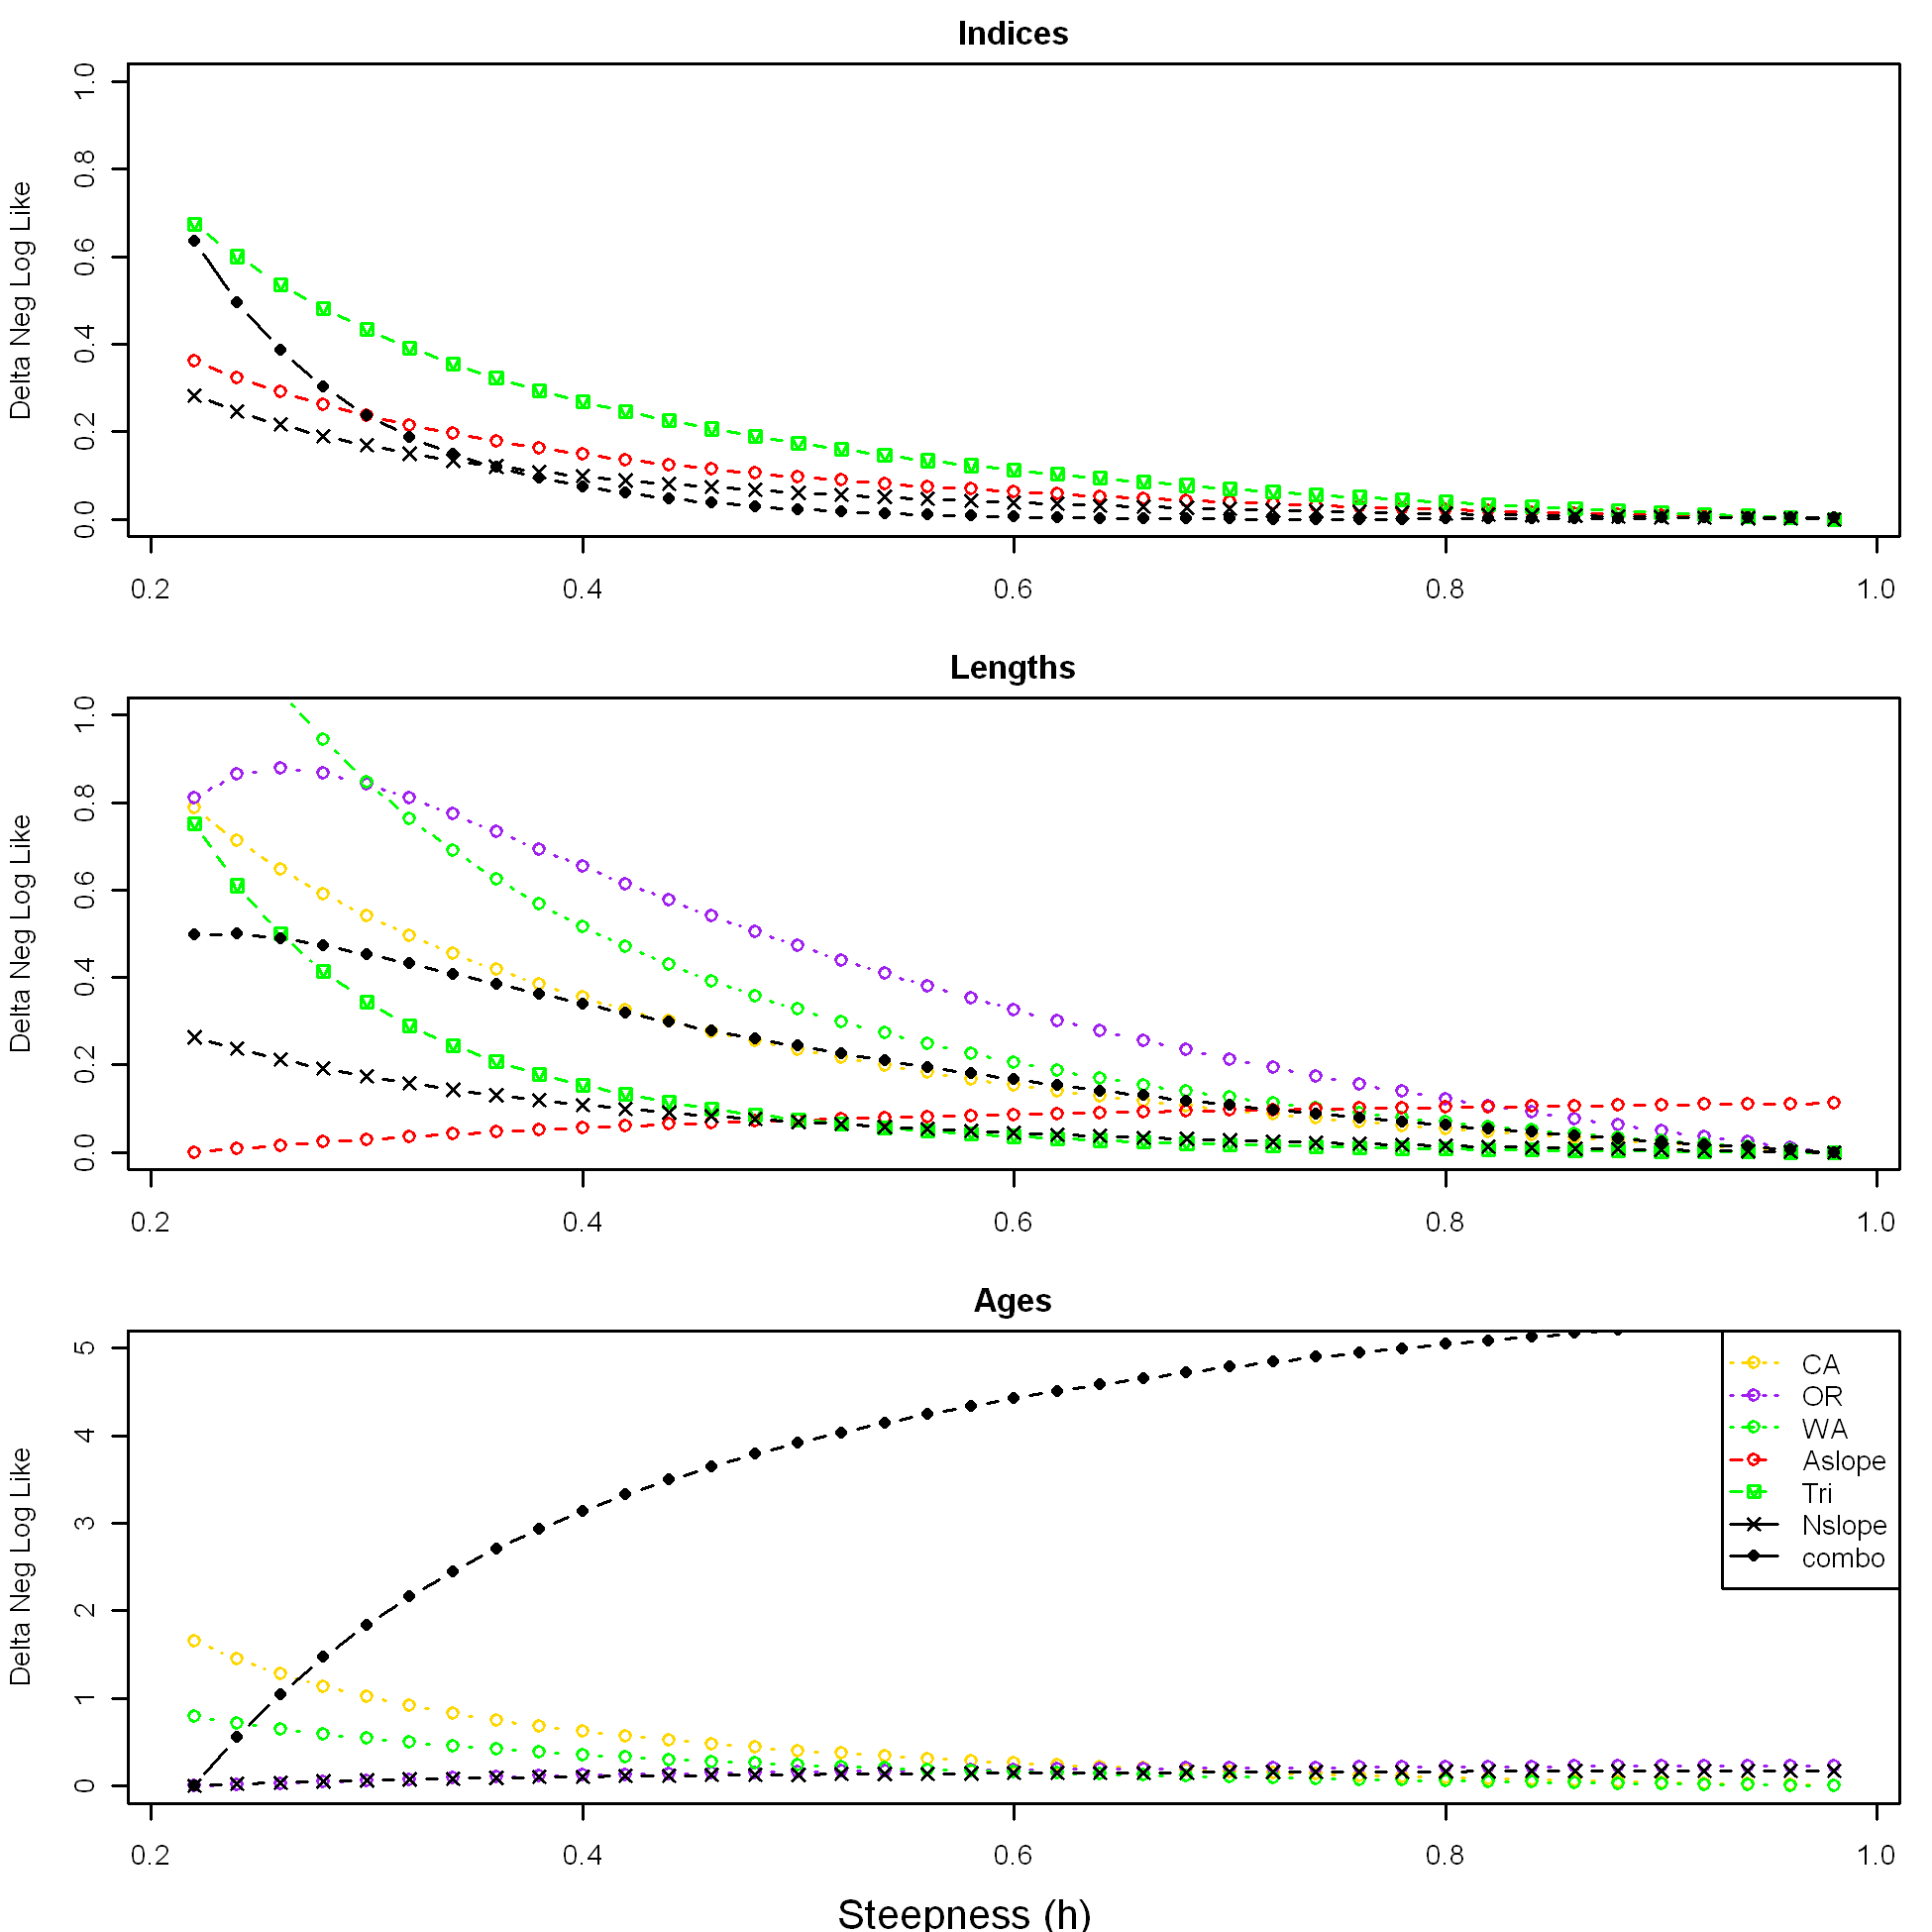 Indices
Delta Neg Log Like
1.0
0.8
0.6
0.4
0.2
0.0
0.2 0.4 0.6 0.8 1.0
Lengths
Delta Neg Log Like
1.0
0.8
0.6
0.4
0.2
0.0
0.2 0.4 0.6 0.8 1.0
Ages
Delta Neg Log Like
5
4
3
2
1
0
CA
OR
WA
Aslope
Tri
Nslope
combo
0.2 0.4 0.6 0.8 1.0
Steepness (h)